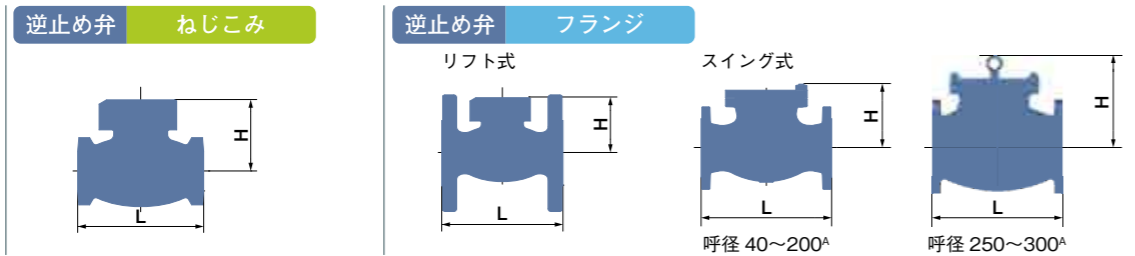 逆止め弁 ねじこみ
H
L
逆止め弁 フランジ
リフト式
H
L
スイング式
H
L
呼径 40〜200A
H
L
呼径 250〜300A